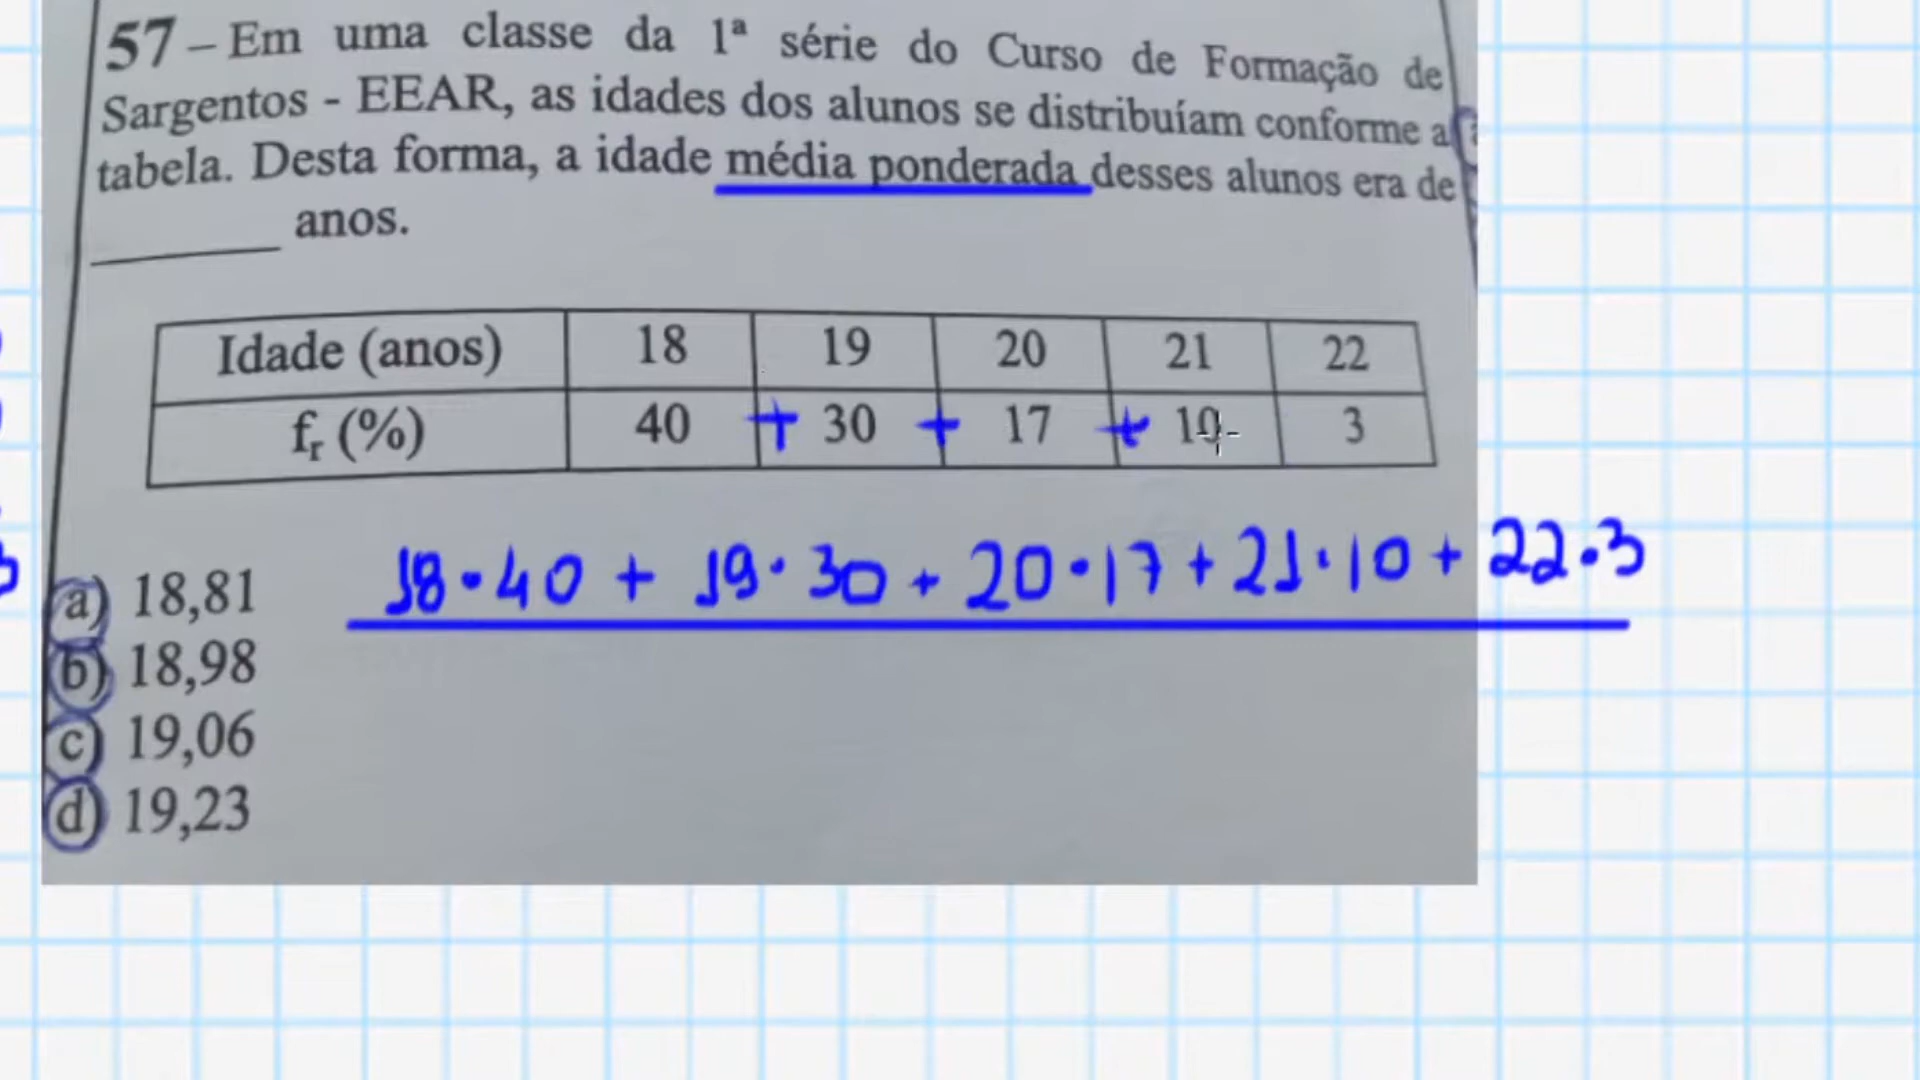 57 – Em uma classe da 1ª série do Curso de Formação de
Sargentos - EEAR, as idades dos alunos se distribuíam conforme a
tabela. Desta forma, a idade média ponderada desses alunos era de
________ anos.
Idade (anos) 18 19 20 21 22
fr (%) 40 + 30 + 17 + 10 3
18·40 + 19·30 + 20·17 + 21·10 + 22·3
a) 18,81
b) 18,98
c) 19,06
d) 19,23